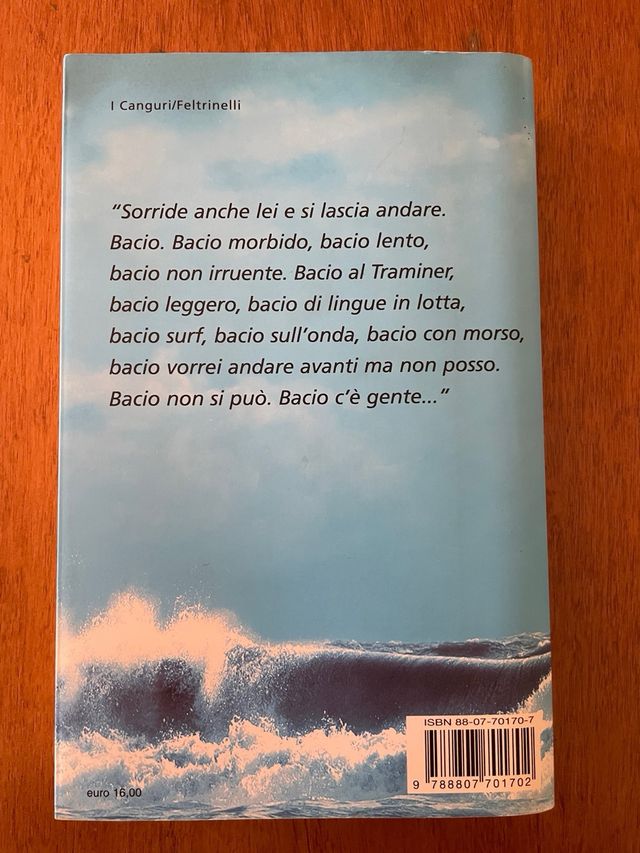 I Canguri/Feltrinelli
“Sorride anche lei e si lascia andare.
Bacio. Bacio morbido, bacio lento,
bacio non irruente. Bacio al Traminer,
bacio leggero, bacio di lingue in lotta,
bacio surf, bacio sull’onda, bacio con morso,
bacio vorrei andare avanti ma non posso.
Bacio non si può. Bacio c’è gente...”
ISBN 88-07-70170-7
9 788807 701702
euro 16,00